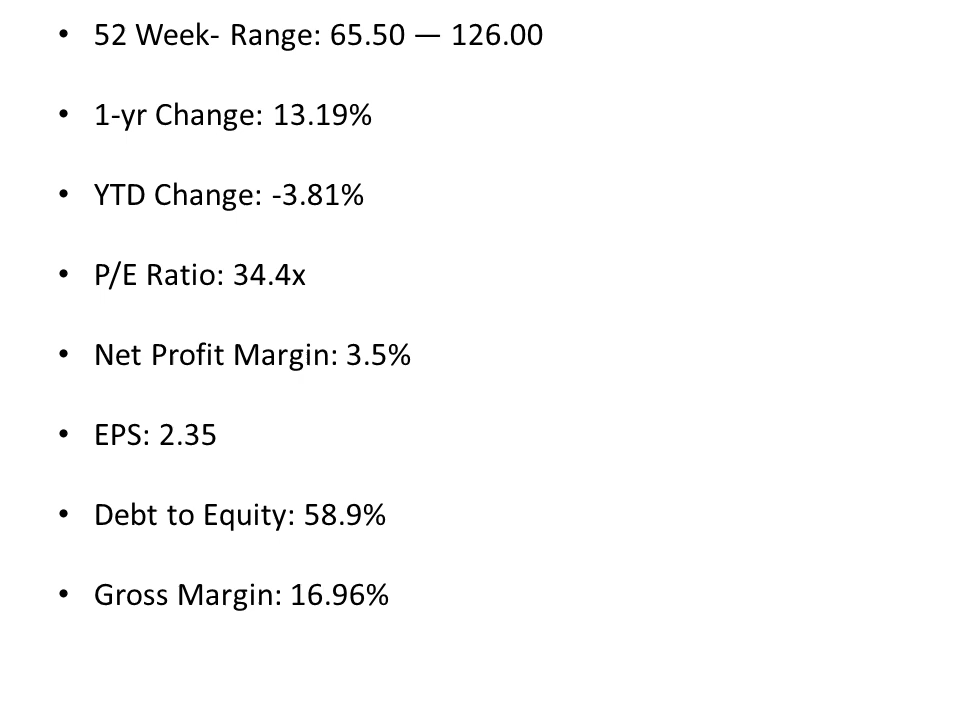 • 52 Week- Range: 65.50 — 126.00
• 1-yr Change: 13.19%
• YTD Change: -3.81%
• P/E Ratio: 34.4x
• Net Profit Margin: 3.5%
• EPS: 2.35
• Debt to Equity: 58.9%
• Gross Margin: 16.96%